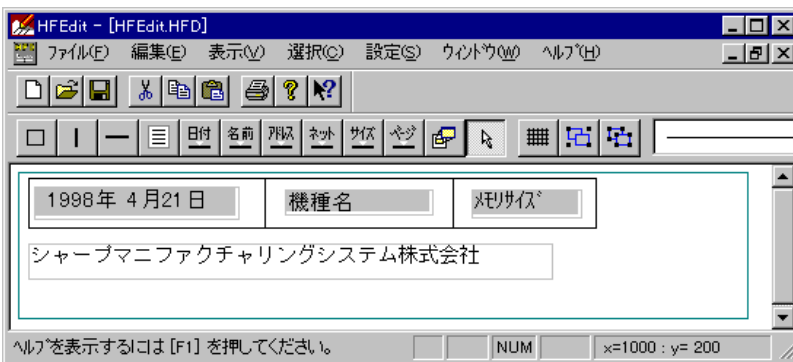 HFEdit - [HFEdit.HFD]
ファイル(F) 編集(E) 表示(V) 選択(C) 設定(S) ウィンドウ(W) ヘルプ(H)
日付 名前 アドレス ネット サイズ ページ
1998年 4月21日 機種名 メモリサイズ
シャープマニファクチャリングシステム株式会社
ヘルプを表示するには [F1] を押してください。 NUM x=1000 : y= 200